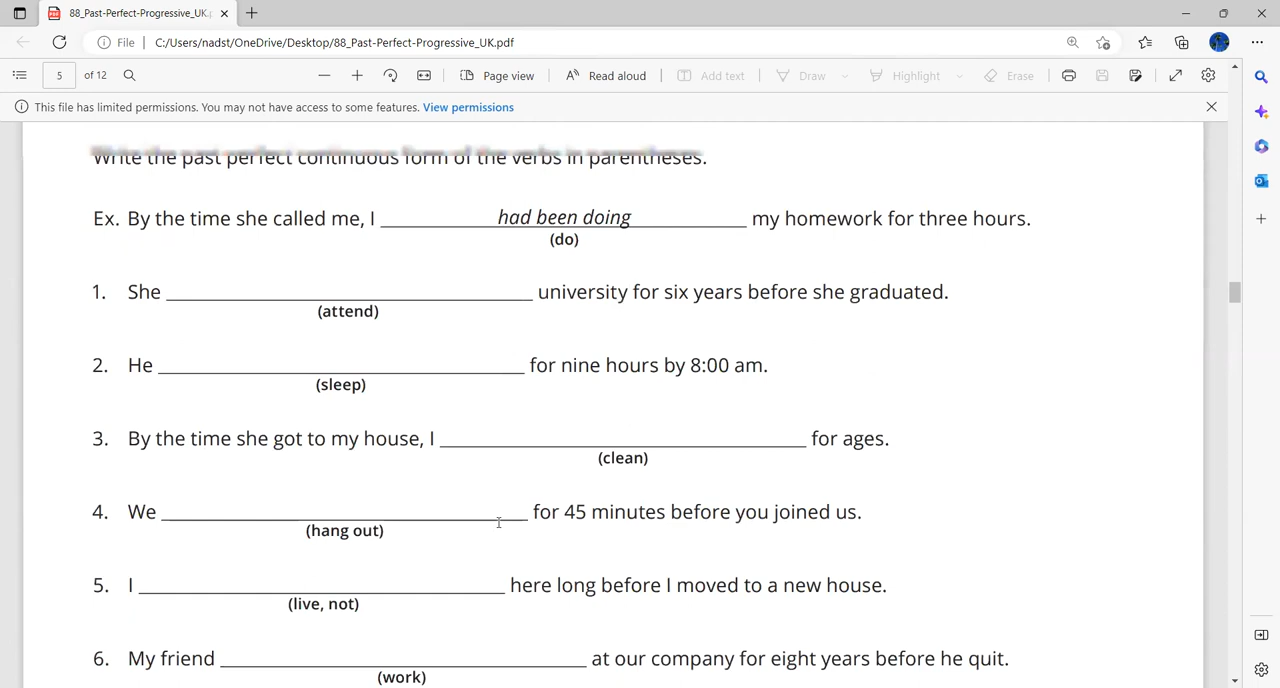 88_Past-Perfect-Progressive_UK.p
File C:/Users/nadst/OneDrive/Desktop/88_Past-Perfect-Progressive_UK.pdf
5 of 12 Page view Read aloud Add text Draw Highlight Erase
This file has limited permissions. You may not have access to some features. View permissions
Write the past perfect continuous form of the verbs in parentheses.
Ex. By the time she called me, I had been doing my homework for three hours.
(do)
1. She ________ university for six years before she graduated.
(attend)
2. He ________ for nine hours by 8:00 am.
(sleep)
3. By the time she got to my house, I ________ for ages.
(clean)
4. We ________ for 45 minutes before you joined us.
(hang out)
5. I ________ here long before I moved to a new house.
(live, not)
6. My friend ________ at our company for eight years before he quit.
(work)